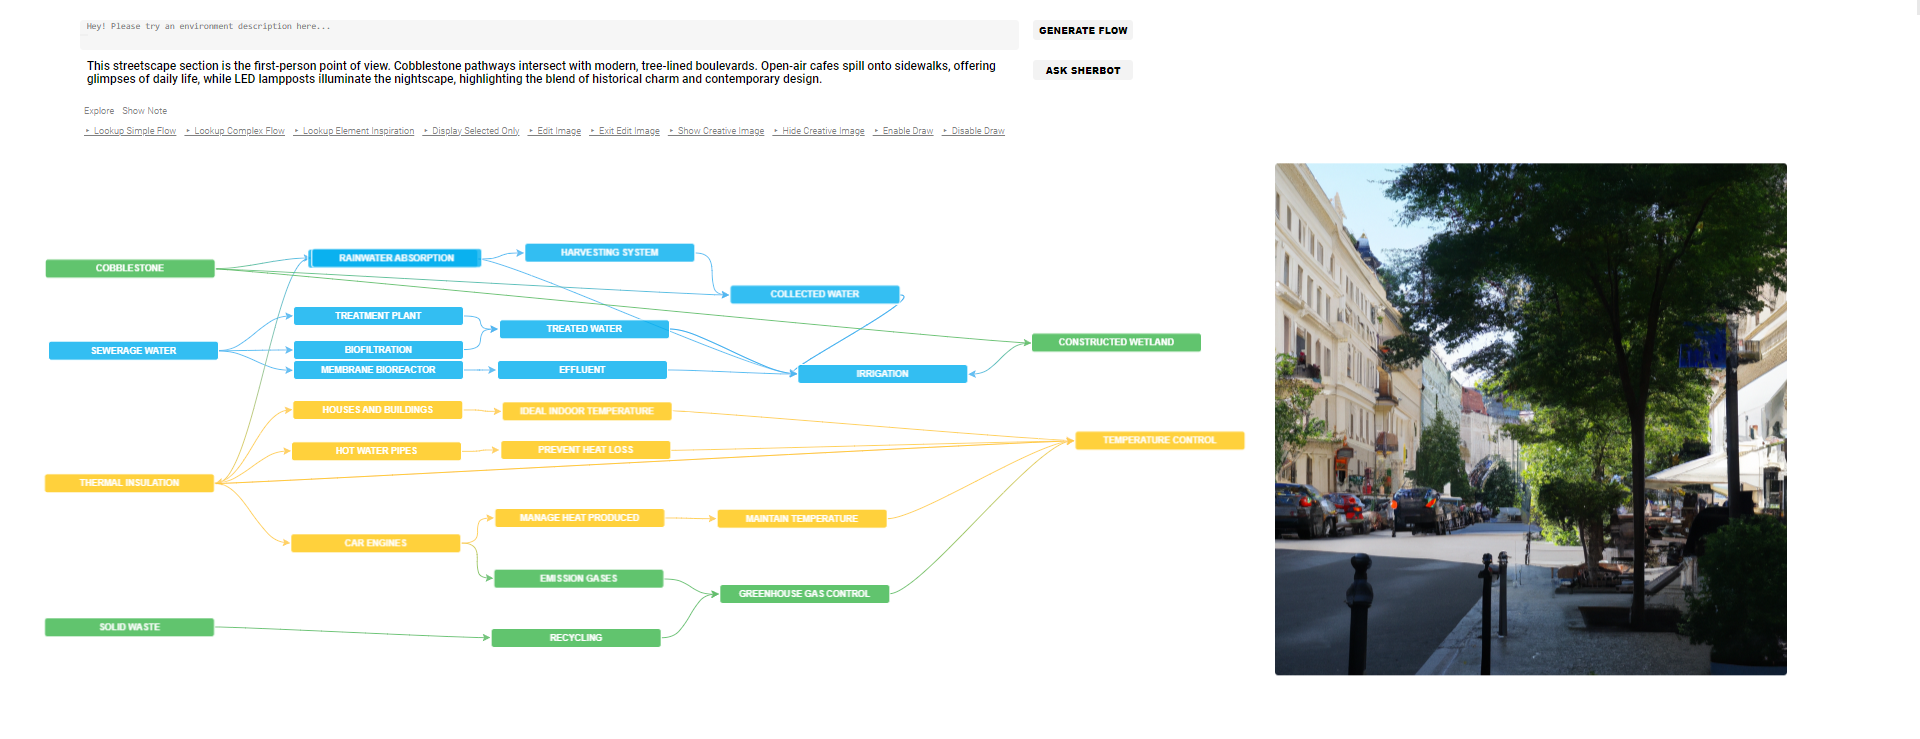 Hey! Please try an environment description here...
GENERATE FLOW
This streetscape section is the first-person point of view. Cobblestone pathways intersect with modern, tree-lined boulevards. Open-air cafes spill onto sidewalks, offering
glimpses of daily life, while LED lampposts illuminate the nightscape, highlighting the blend of historical charm and contemporary design.
ASK SHERBOT
Explore Show Note
‣ Lookup Simple Flow ‣ Lookup Complex Flow ‣ Lookup Element Inspiration ‣ Display Selected Only ‣ Edit Image ‣ Exit Edit Image ‣ Show Creative Image ‣ Hide Creative Image ‣ Enable Draw ‣ Disable Draw
COBBLESTONE
RAINWATER ABSORPTION
HARVESTING SYSTEM
COLLECTED WATER
TREATMENT PLANT
TREATED WATER
SEWERAGE WATER
BIOFILTRATION
CONSTRUCTED WETLAND
MEMBRANE BIOREACTOR
EFFLUENT
IRRIGATION
HOUSES AND BUILDINGS
IDEAL INDOOR TEMPERATURE
HOT WATER PIPES
PREVENT HEAT LOSS
TEMPERATURE CONTROL
THERMAL INSULATION
MANAGE HEAT PRODUCED
MAINTAIN TEMPERATURE
CAR ENGINES
EMISSION GASES
GREENHOUSE GAS CONTROL
SOLID WASTE
RECYCLING